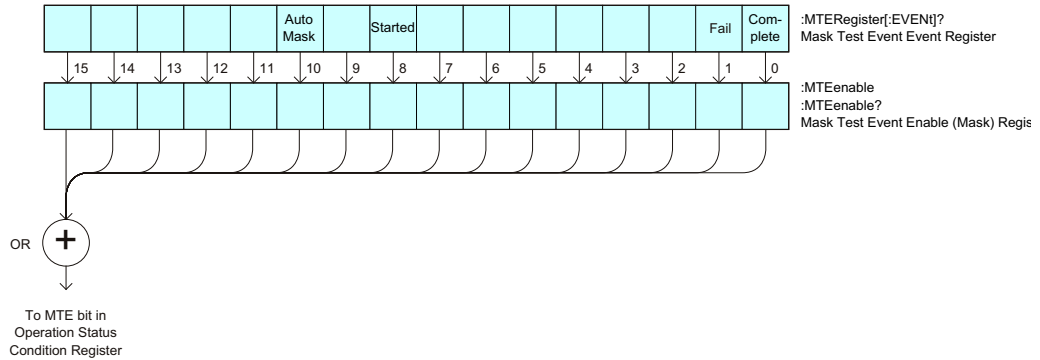 Auto
Mask
Started
Fail
Com-
plete
:MTERegister[:EVENt]?
Mask Test Event Event Register
15 14 13 12 11 10 9 8 7 6 5 4 3 2 1 0
:MTEenable
:MTEenable?
Mask Test Event Enable (Mask) Regis
OR
+
To MTE bit in
Operation Status
Condition Register